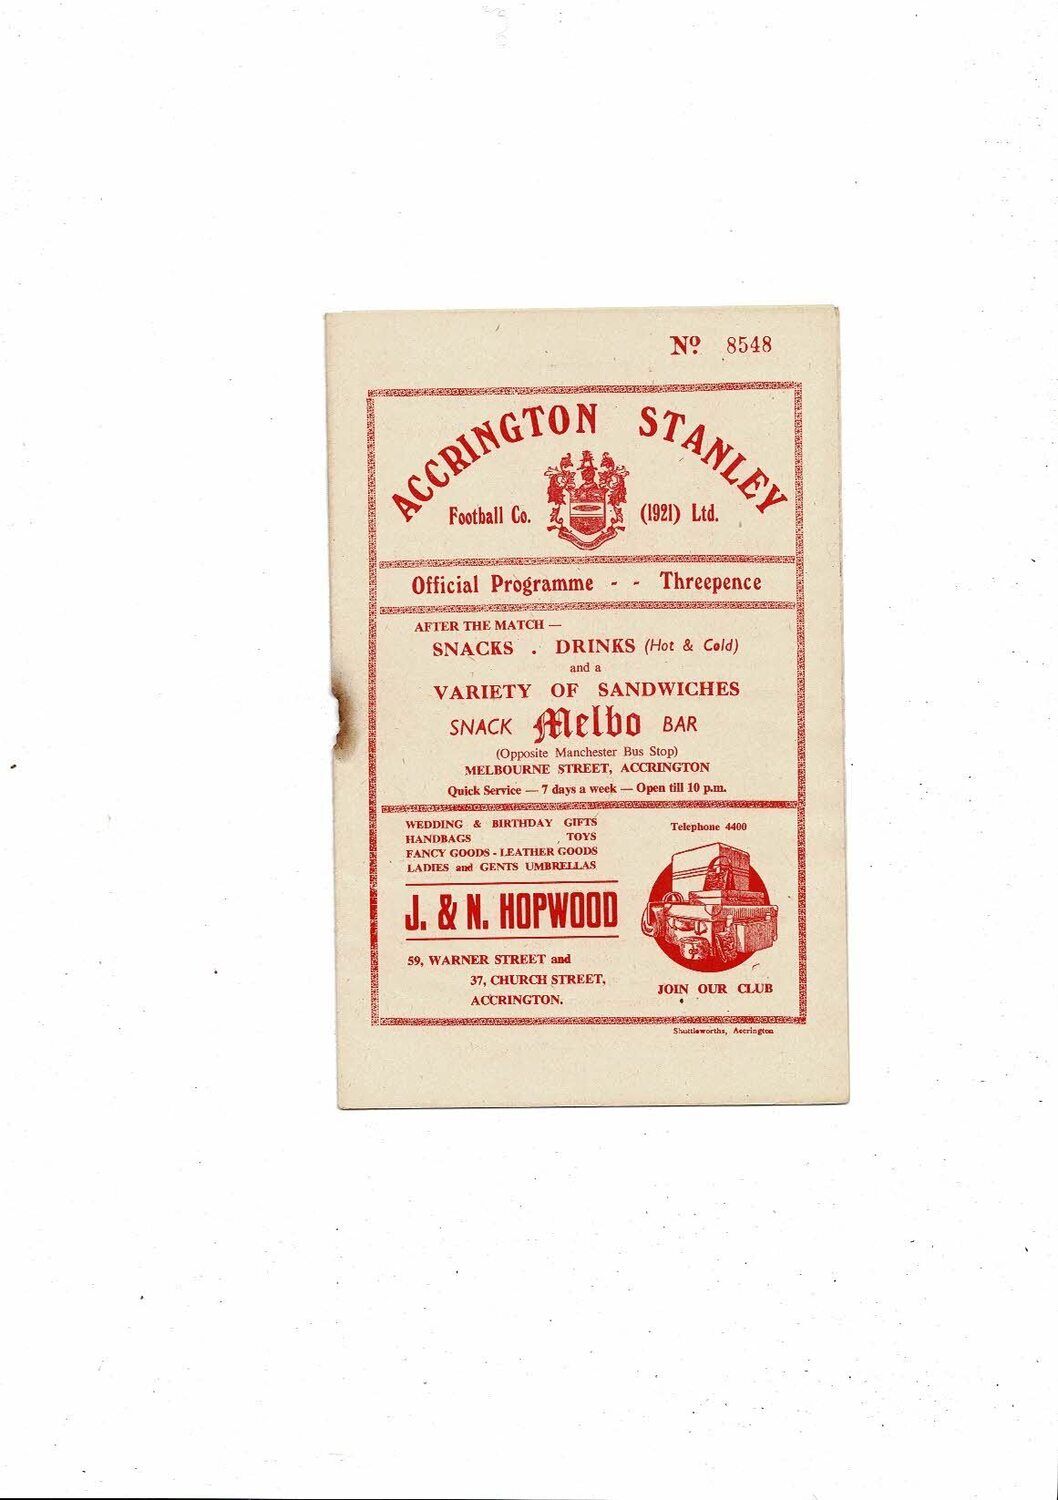 Nº 8548
ACCRINGTON STANLEY
Football Co. (1921) Ltd.
Official Programme - - Threepence
AFTER THE MATCH —
SNACKS . DRINKS (Hot & Cold)
and a
VARIETY OF SANDWICHES
SNACK Melbo BAR
(Opposite Manchester Bus Stop)
MELBOURNE STREET, ACCRINGTON
Quick Service — 7 days a week — Open till 10 p.m.
WEDDING & BIRTHDAY GIFTS
HANDBAGS TOYS
FANCY GOODS - LEATHER GOODS
LADIES and GENTS UMBRELLAS
J. & N. HOPWOOD
59, WARNER STREET and
37, CHURCH STREET,
ACCRINGTON.
Telephone 4400
JOIN OUR CLUB
Shuttleworths, Accrington